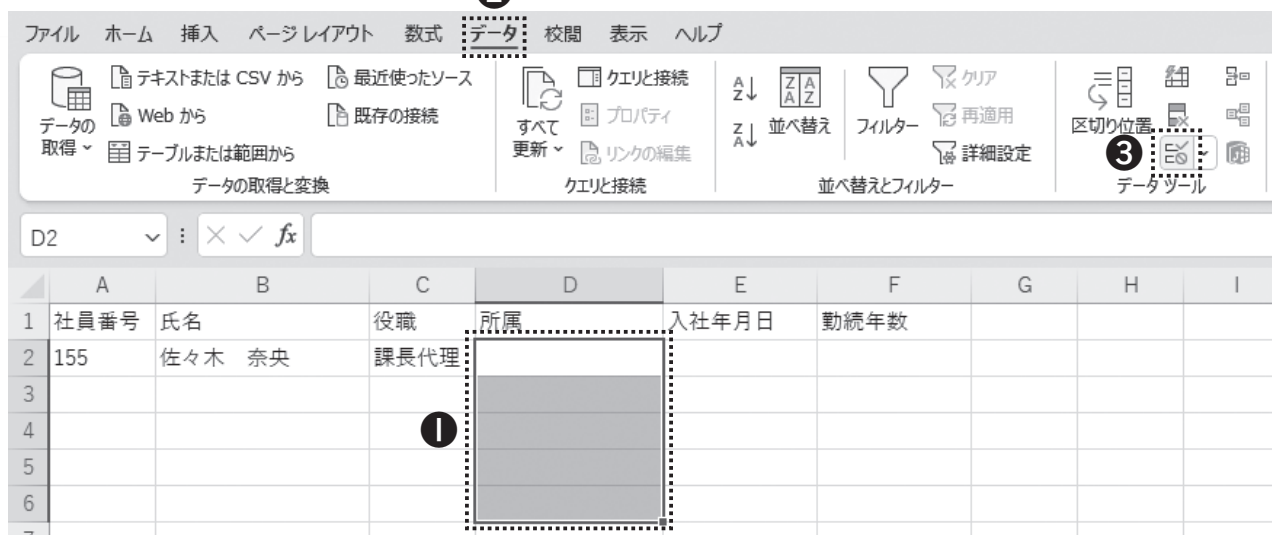 ❷
ファイル ホーム 挿入 ページ レイアウト 数式 データ 校閲 表示 ヘルプ
データの
取得
テキストまたは CSV から
Web から
テーブルまたは範囲から
最近使ったソース
既存の接続
データの取得と変換
すべて
更新
クエリと接続
プロパティ
リンクの編集
クエリと接続
並べ替え
フィルター
クリア
再適用
詳細設定
並べ替えとフィルター
区切り位置
❸
データ ツール
D2 fx
A B C D E F G H I
1 社員番号 氏名 役職 所属 入社年月日 勤続年数
2 155 佐々木 奈央 課長代理
3
4 ❶
5
6
7